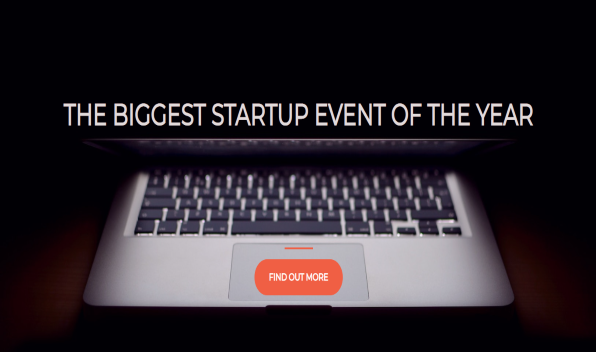 THE BIGGEST STARTUP EVENT OF THE YEAR
FIND OUT MORE